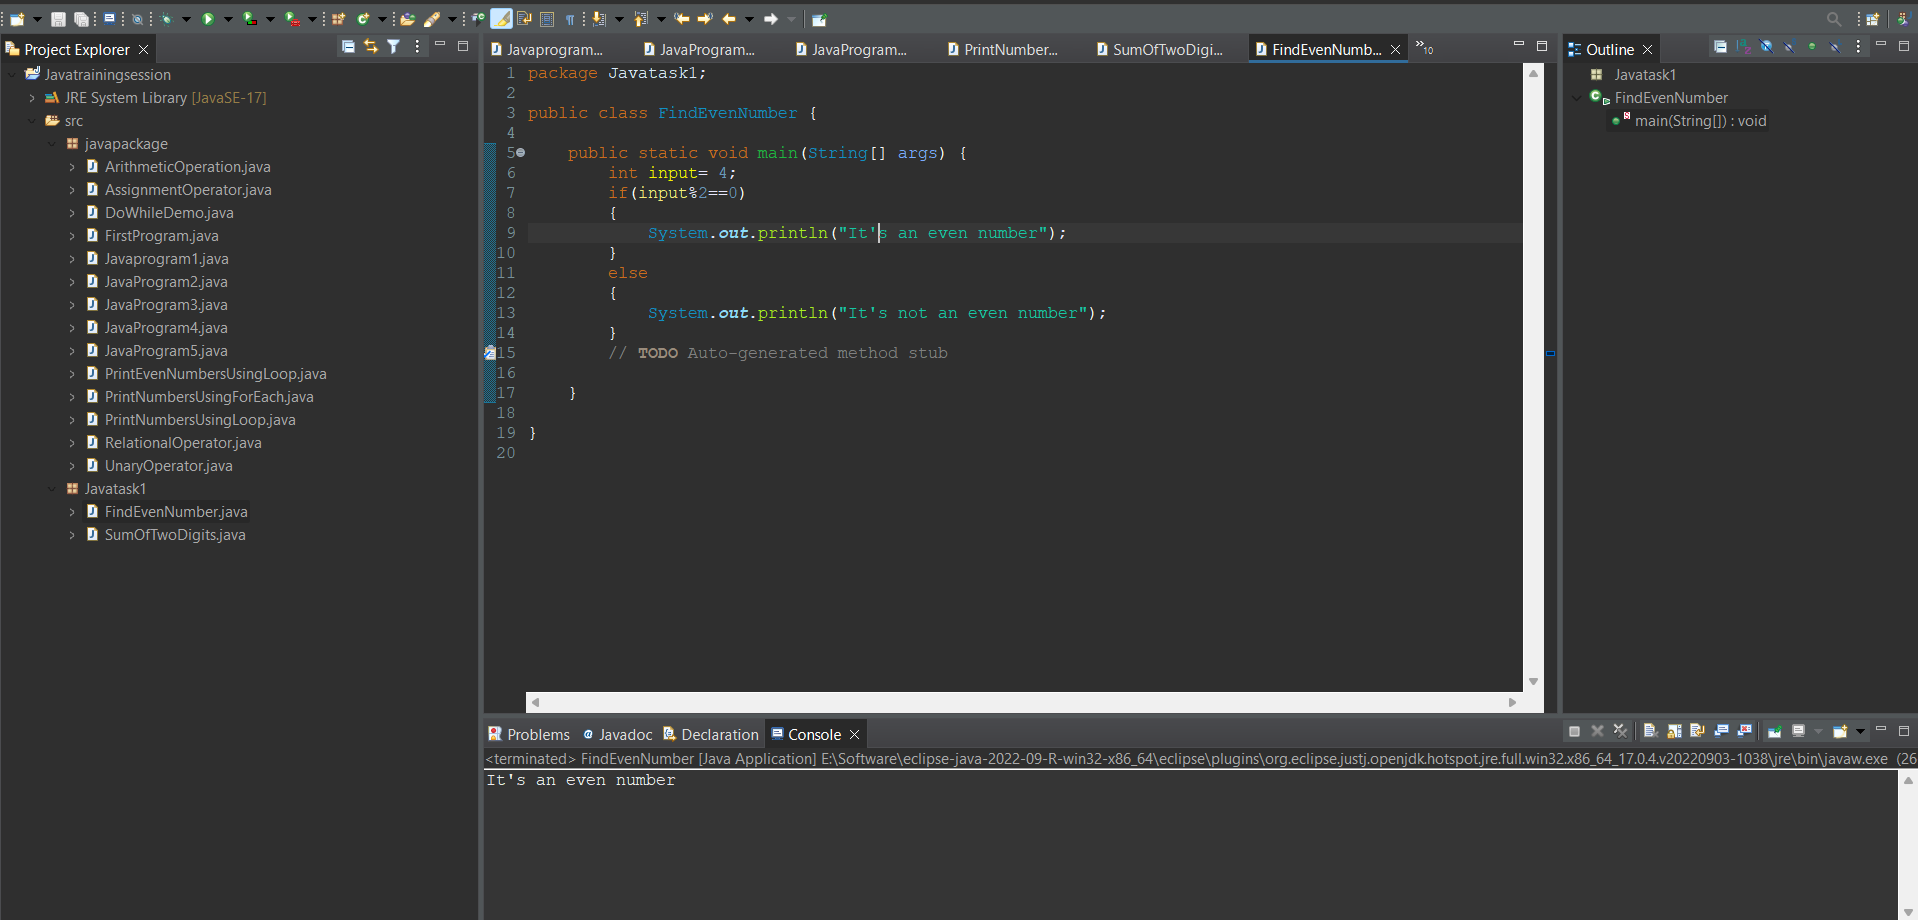 Project Explorer
Javatrainingsession
JRE System Library [JavaSE-17]
src
javapackage
ArithmeticOperation.java
AssignmentOperator.java
DoWhileDemo.java
FirstProgram.java
Javaprogram1.java
JavaProgram2.java
JavaProgram3.java
JavaProgram4.java
JavaProgram5.java
PrintEvenNumbersUsingLoop.java
PrintNumbersUsingForEach.java
PrintNumbersUsingLoop.java
RelationalOperator.java
UnaryOperator.java
Javatask1
FindEvenNumber.java
SumOfTwoDigits.java
Javaprogram... JavaProgram... JavaProgram... PrintNumber... SumOfTwoDigi... FindEvenNumb... »10
1 package Javatask1;
2
3 public class FindEvenNumber {
4
5 public static void main(String[] args) {
6 int input= 4;
7 if(input%2==0)
8 {
9 System.out.println("It's an even number");
10 }
11 else
12 {
13 System.out.println("It's not an even number");
14 }
15 // TODO Auto-generated method stub
16
17 }
18
19 }
20
Outline
Javatask1
FindEvenNumber
main(String[]) : void
Problems @ Javadoc Declaration Console
<terminated> FindEvenNumber [Java Application] E:\Software\eclipse-java-2022-09-R-win32-x86_64\eclipse\plugins\org.eclipse.justj.openjdk.hotspot.jre.full.win32.x86_64_17.0.4.v20220903-1038\jre\bin\javaw.exe (26
It's an even number